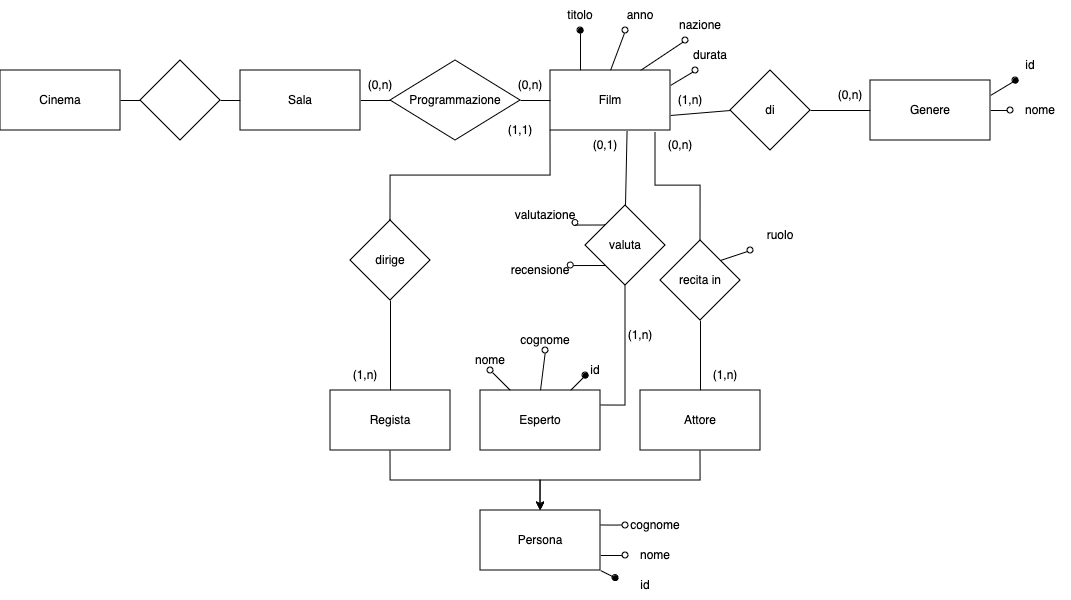 titolo
anno
nazione
durata
id
nome
Cinema
Sala
(0,n)
Programmazione
(0,n)
Film
(1,n)
di
(0,n)
Genere
(1,1)
(0,1)
(0,n)
valutazione
valuta
recensione
ruolo
recita in
dirige
(1,n)
cognome
nome
id
(1,n)
(1,n)
Regista
Esperto
Attore
Persona
cognome
nome
id